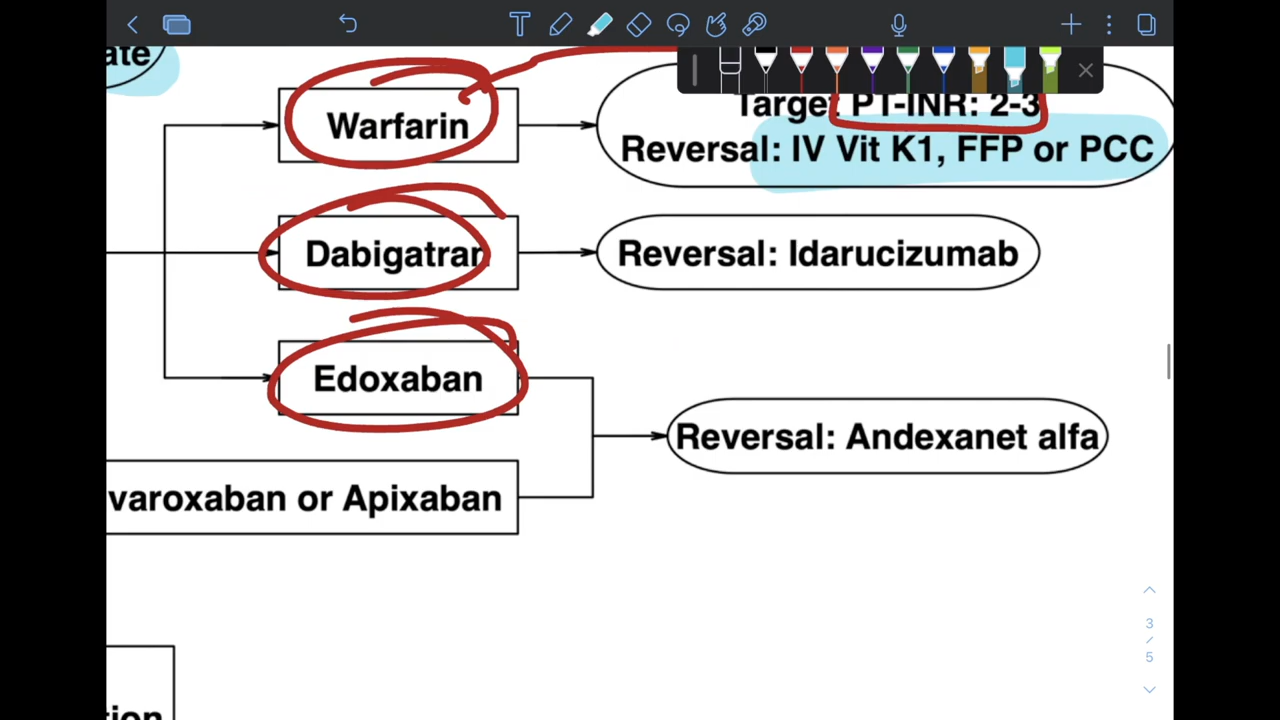 ate
Warfarin
Target PT-INR: 2-3
Reversal: IV Vit K1, FFP or PCC
Dabigatran
Reversal: Idarucizumab
Edoxaban
Reversal: Andexanet alfa
varoxaban or Apixaban
3
/
5
tion